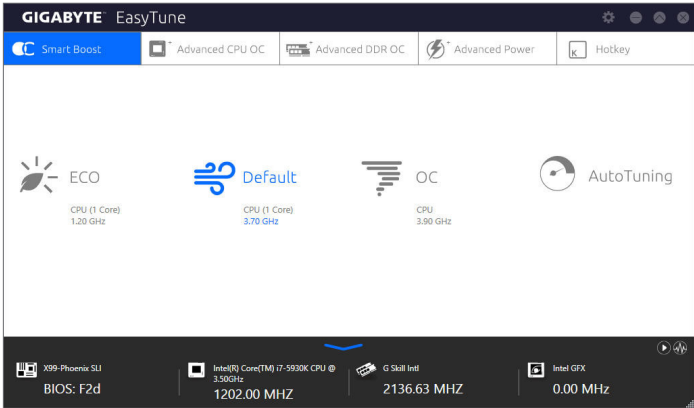 GIGABYTE™ EasyTune
Smart Boost
Advanced CPU OC
Advanced DDR OC
Advanced Power
K
Hotkey
ECO
Default
OC
AutoTuning
CPU (1 Core)
1.20 GHz
CPU (1 Core)
3.70 GHz
CPU
3.90 GHz
X99-Phoenix SLI
BIOS: F2d
Intel(R) Core(TM) i7-5930K CPU @
3.50GHz
1202.00 MHZ
G Skill Intl
2136.63 MHZ
Intel GFX
0.00 MHz